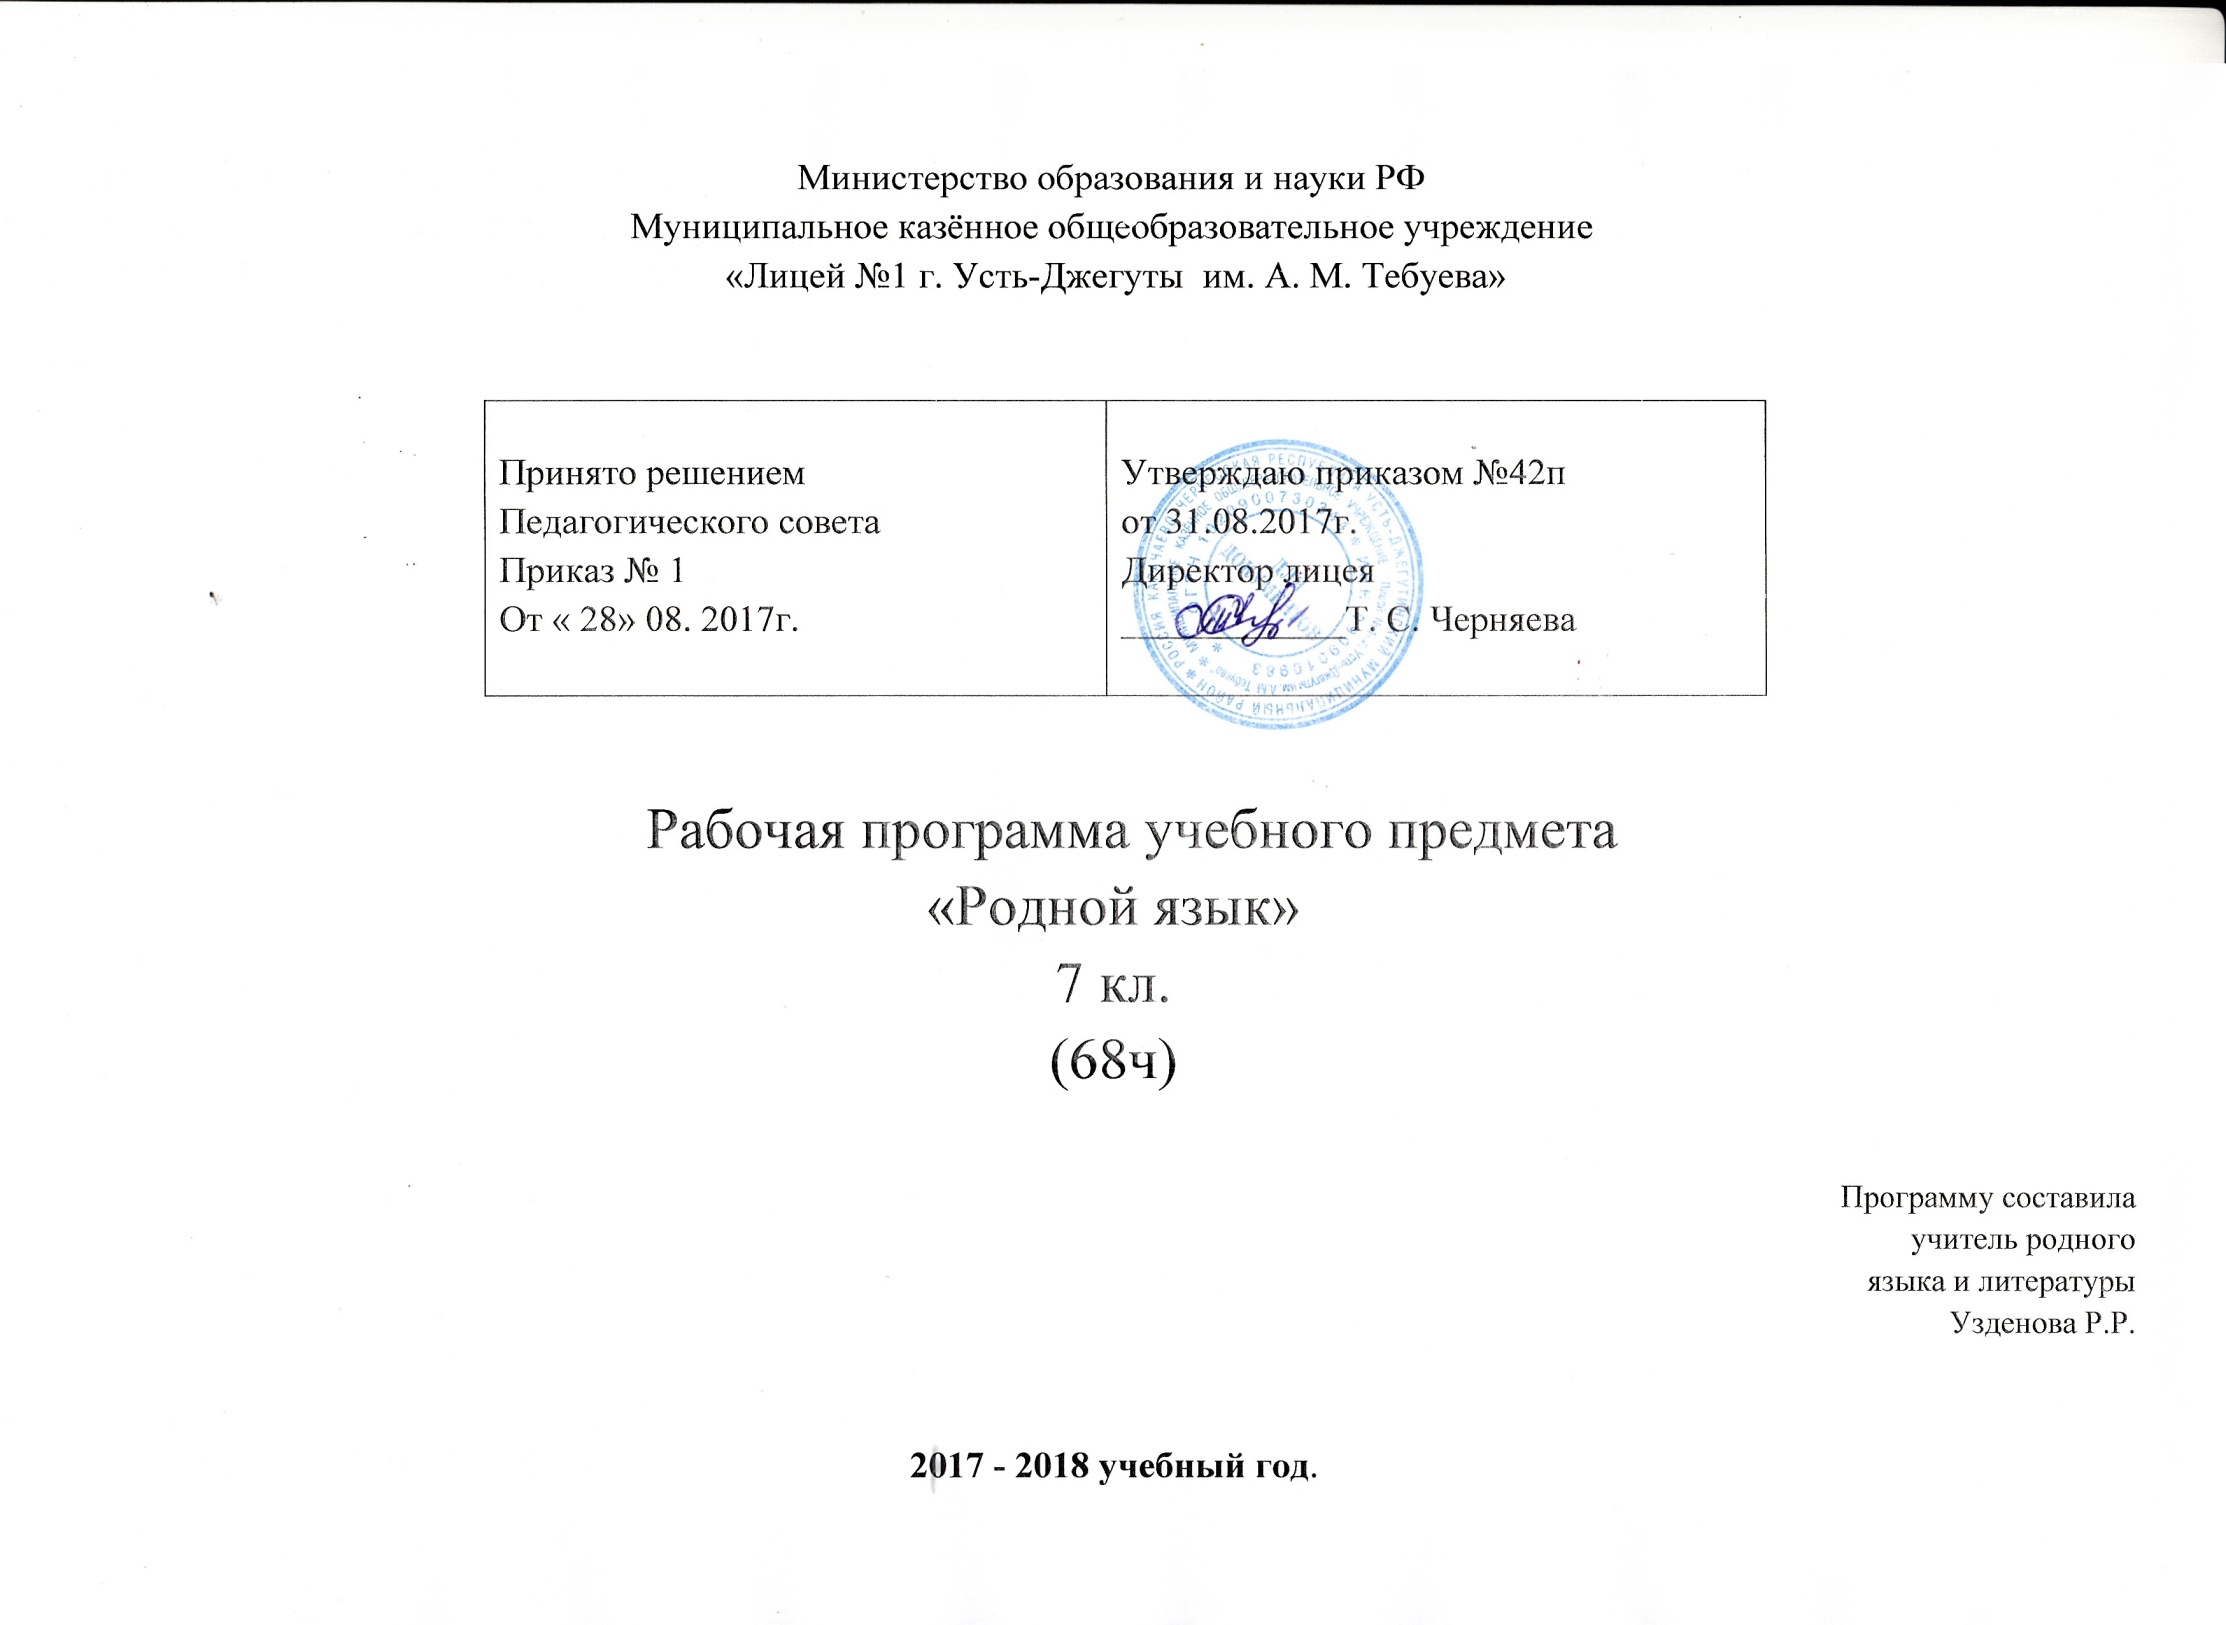 Министерство образования и науки РФ
Муниципальное казённое общеобразовательное учреждение
«Лицей №1 г. Усть-Джегуты им. А. М. Тебуева»
Принято решением
Педагогического совета
Приказ № 1
От « 28» 08. 2017г.
Утверждаю приказом №42п
от 31.08.2017г.
Директор лицея
____________Т. С. Черняева
Рабочая программа учебного предмета
«Родной язык»
7 кл.
(68ч)
Программу составила
учитель родного
языка и литературы
Узденова Р.Р.
2017 - 2018 учебный год.